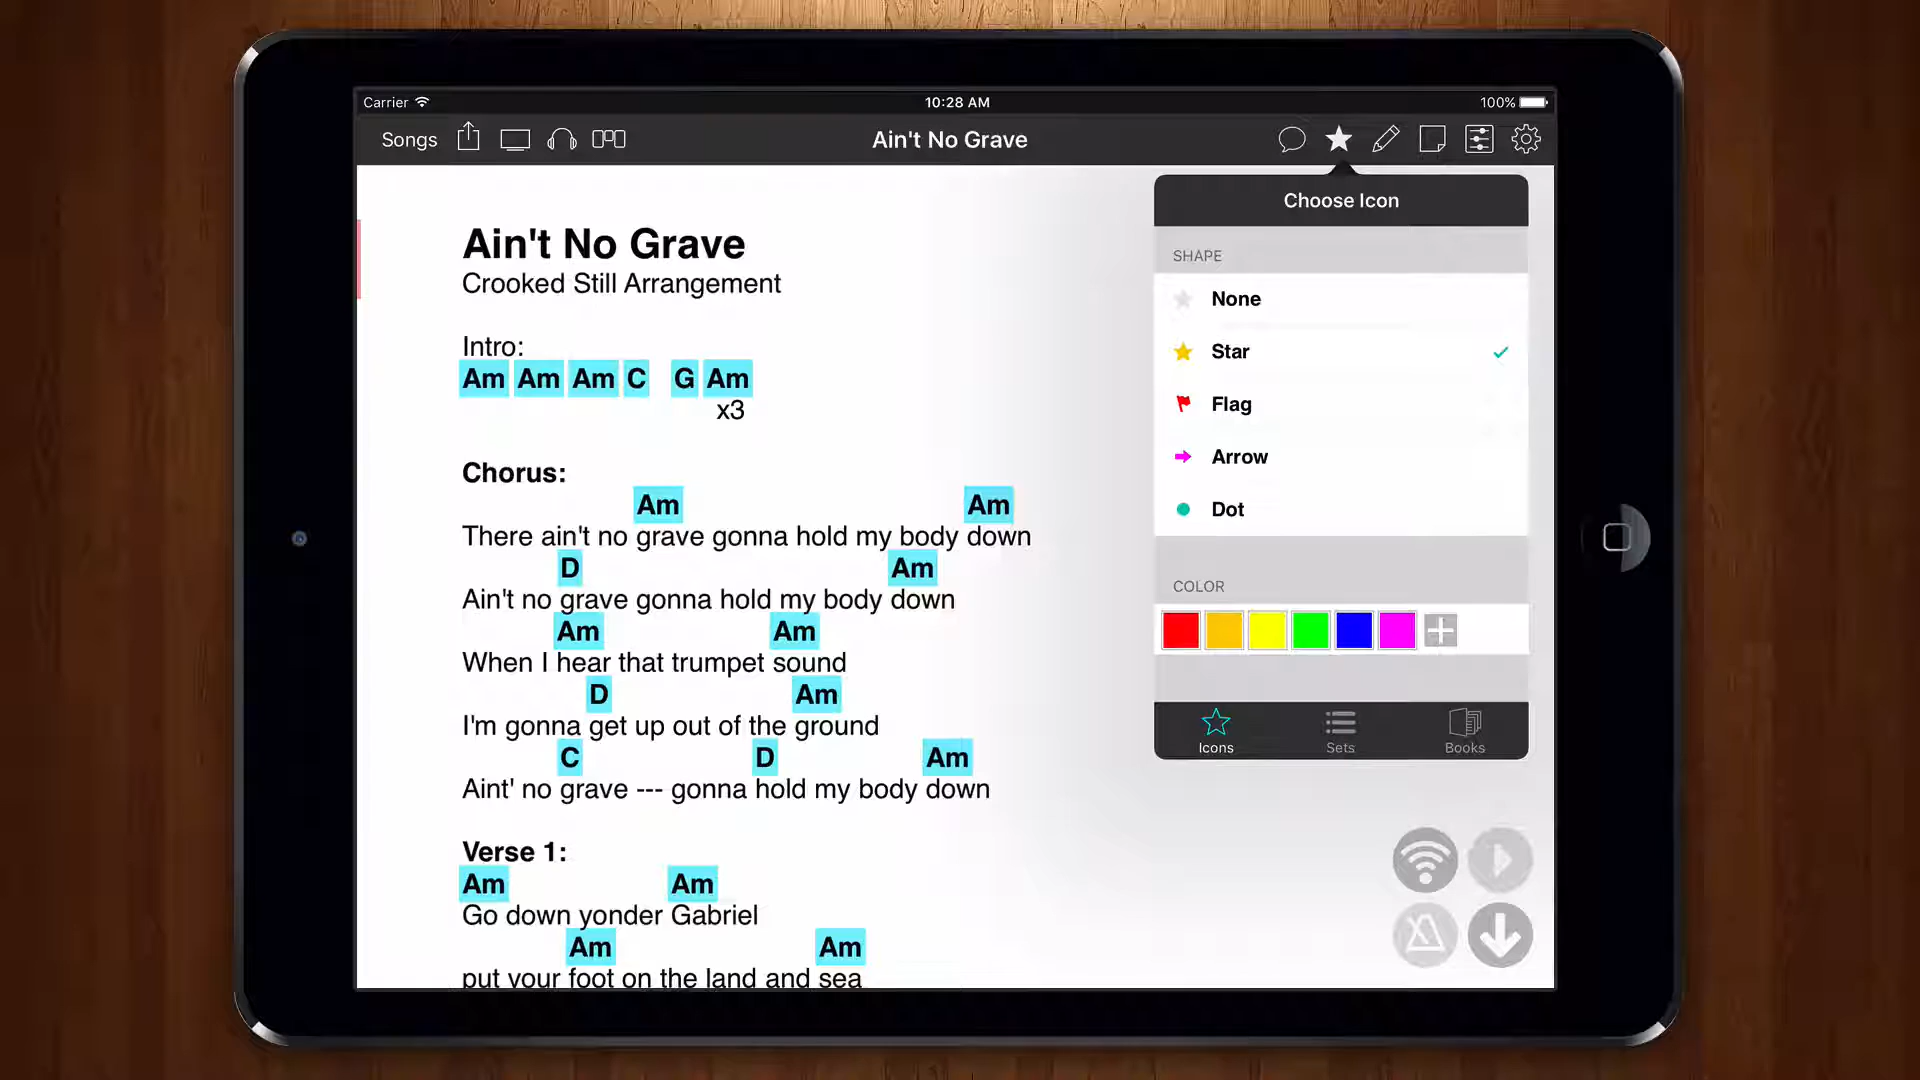 Carrier 10:28 AM 100%
Songs Ain't No Grave
Ain't No Grave
Crooked Still Arrangement
Intro:
Am Am Am C G Am
x3
Chorus:
Am Am
There ain't no grave gonna hold my body down
D Am
Ain't no grave gonna hold my body down
Am Am
When I hear that trumpet sound
D Am
I'm gonna get up out of the ground
C D Am
Aint' no grave --- gonna hold my body down
Verse 1:
Am Am
Go down yonder Gabriel
Am Am
put your foot on the land and sea
Choose Icon
SHAPE
None
Star
Flag
Arrow
Dot
COLOR
Icons Sets Books